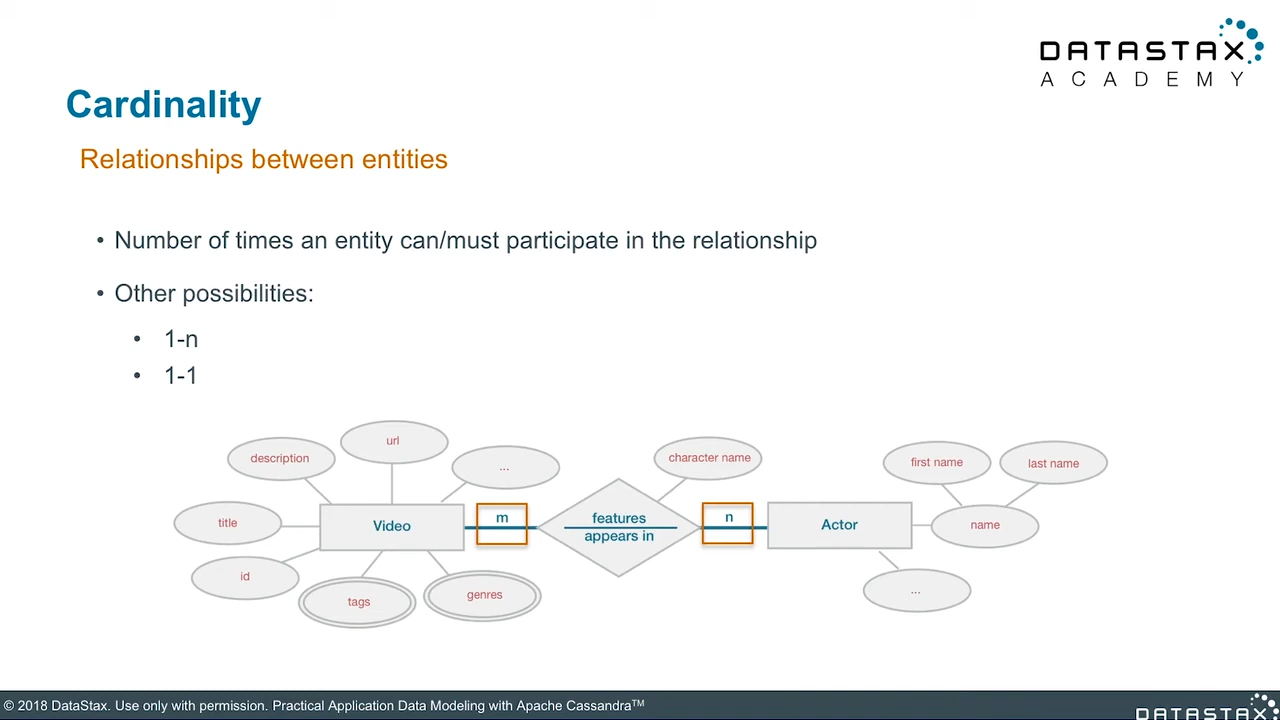 DATASTAX
ACADEMY
Cardinality
Relationships between entities
• Number of times an entity can/must participate in the relationship
• Other possibilities:
• 1-n
• 1-1
url
description
...
character name
first name
last name
title
Video
m
features
appears in
n
Actor
name
id
tags
genres
...
© 2018 DataStax. Use only with permission. Practical Application Data Modeling with Apache Cassandra™
DATASTAX